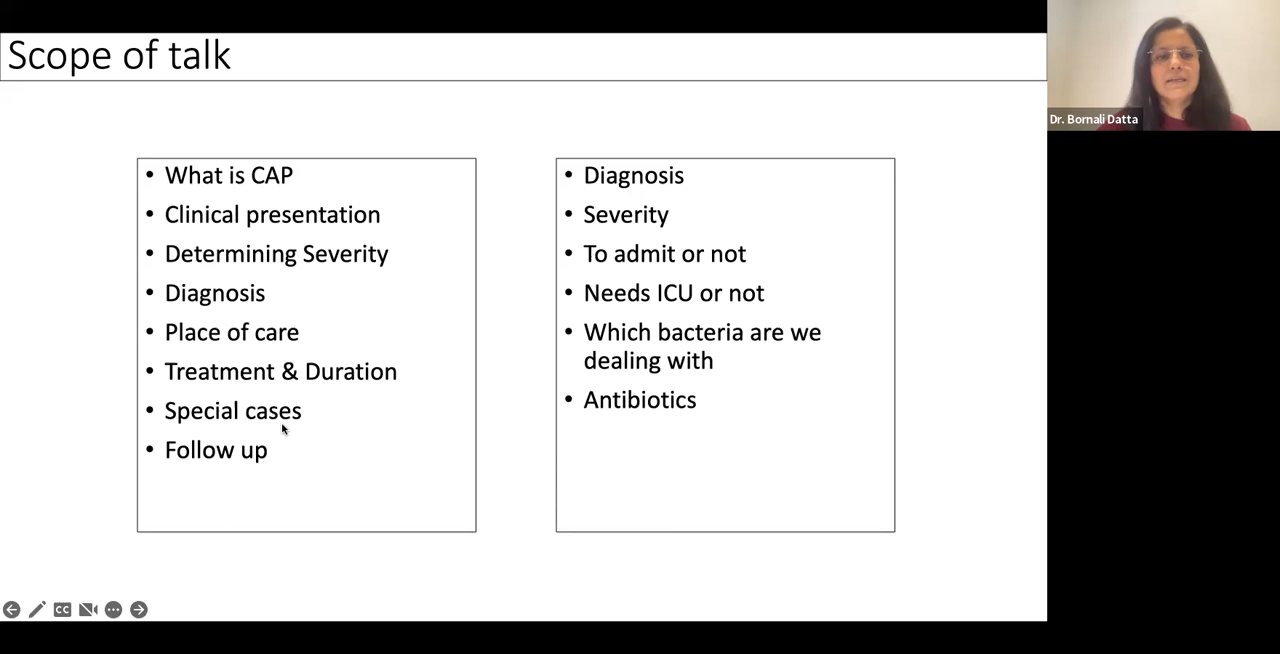 Scope of talk
• What is CAP
• Clinical presentation
• Determining Severity
• Diagnosis
• Place of care
• Treatment & Duration
• Special cases
• Follow up
• Diagnosis
• Severity
• To admit or not
• Needs ICU or not
• Which bacteria are we
dealing with
• Antibiotics
Dr. Bornali Datta
CC